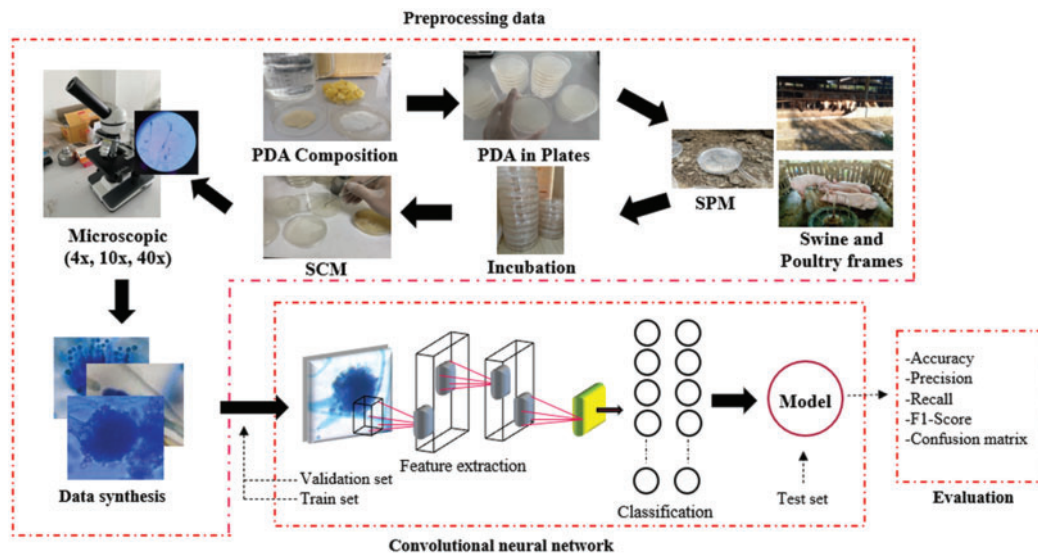 Preprocessing data
PDA Composition
PDA in Plates
SPM
Swine and
Poultry frames
Incubation
SCM
Microscopic
(4x, 10x, 40x)
Data synthesis
Validation set
Train set
Feature extraction
Classification
Model
Test set
-Accuracy
-Precision
-Recall
-F1-Score
-Confusion matrix
Evaluation
Convolutional neural network